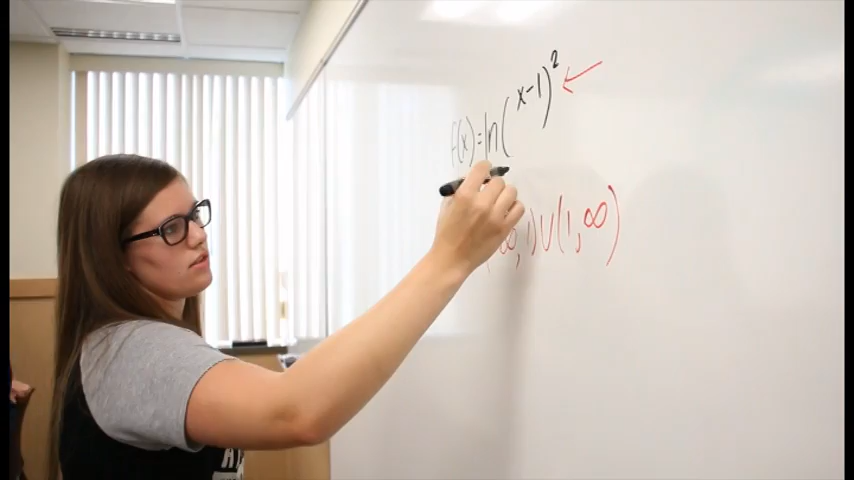 f(x)=ln(x-1)²
∞,1)∪(1,∞)